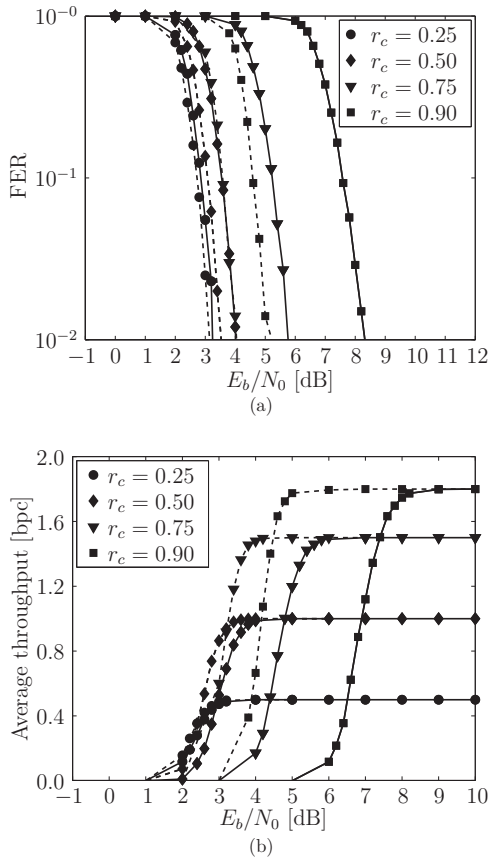 10⁰
10⁻¹
10⁻²
FER
r_c = 0.25
r_c = 0.50
r_c = 0.75
r_c = 0.90
−1 0 1 2 3 4 5 6 7 8 9 10 11 12
E_b/N_0 [dB]
(a)
2.0
1.6
1.2
0.8
0.4
0.0
Average throughput [bpc]
r_c = 0.25
r_c = 0.50
r_c = 0.75
r_c = 0.90
−1 0 1 2 3 4 5 6 7 8 9 10
E_b/N_0 [dB]
(b)